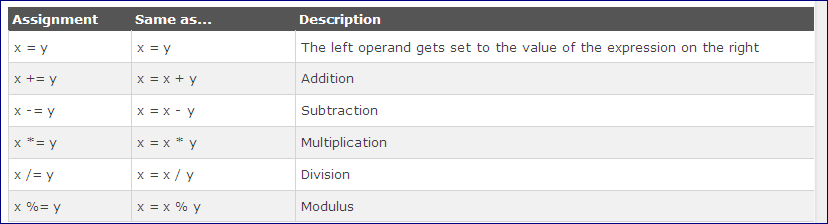 Assignment Same as... Description
x = y x = y The left operand gets set to the value of the expression on the right
x += y x = x + y Addition
x -= y x = x - y Subtraction
x *= y x = x * y Multiplication
x /= y x = x / y Division
x %= y x = x % y Modulus